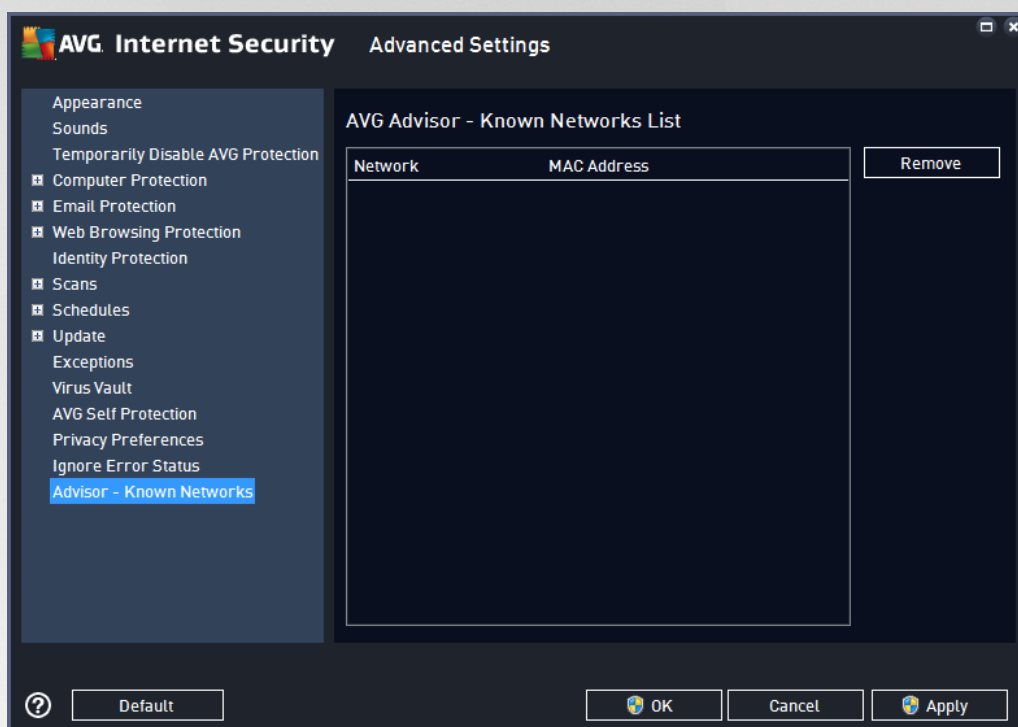 AVG. Internet Security Advanced Settings
Appearance
Sounds
Temporarily Disable AVG Protection
Computer Protection
Email Protection
Web Browsing Protection
Identity Protection
Scans
Schedules
Update
Exceptions
Virus Vault
AVG Self Protection
Privacy Preferences
Ignore Error Status
Advisor - Known Networks
AVG Advisor - Known Networks List
Network MAC Address
Remove
? Default OK Cancel Apply